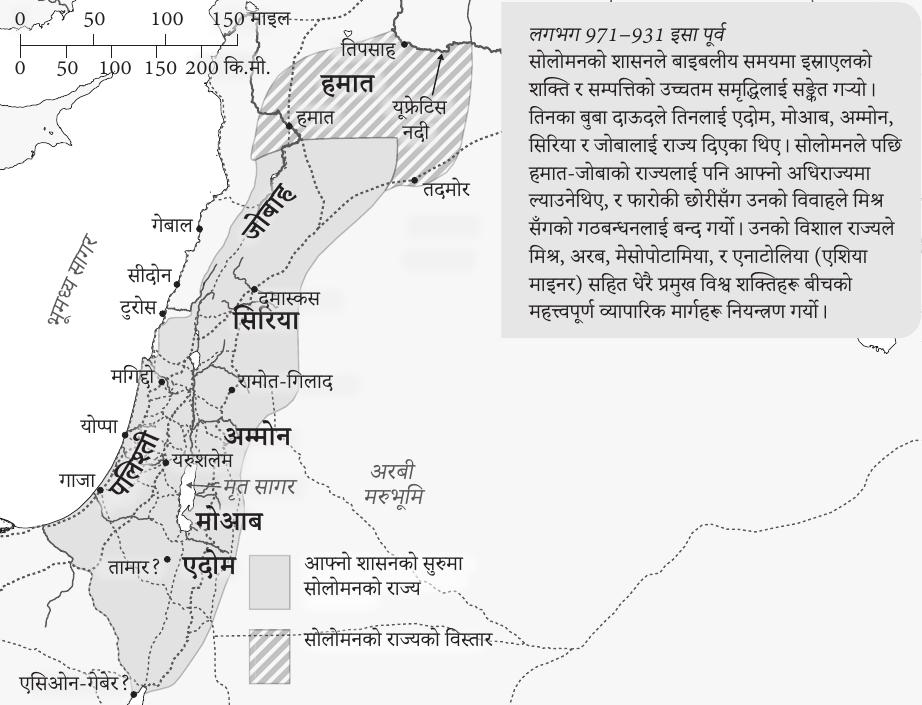 0 50 100 150 माइल
0 50 100 150 200 कि.मी.
लगभग 971–931 इसा पूर्व
सोलोमनको शासनले बाइबलीय समयमा इस्राएलको
शक्ति र सम्पत्तिको उच्चतम समृद्धिलाई सङ्केत गर्‍यो।
तिनका बुबा दाऊदले तिनलाई एदोम, मोआब, अम्मोन,
सिरिया र जोबालाई राज्य दिएका थिए। सोलोमनले पछि
हमात-जोबाको राज्यलाई पनि आफ्नो अधिराज्यमा
ल्याउनेथिए, र फारोकी छोरीसँग उनको विवाहले मिश्र
सँगको गठबन्धनलाई बन्द गर्यो। उनको विशाल राज्यले
मिश्र, अरब, मेसोपोटामिया, र एनाटोलिया (एशिया
माइनर) सहित धेरै प्रमुख विश्व शक्तिहरू बीचको
महत्त्वपूर्ण व्यापारिक मार्गहरू नियन्त्रण गर्यो।
तिपसाह
हमात
यूफ्रेटिस
नदी
हमात
तदमोर
जोबाह
गेबाल
भूमध्य सागर
सीदोन
दमास्कस
टुरोस
सिरिया
मगिद्दो
रामोत-गिलाद
योप्पा
अम्मोन
पलिश्ती
यरुशलेम
गाजा
मृत सागर
अरबी
मरुभूमि
मोआब
तामार?
एदोम
आफ्नो शासनको सुरुमा
सोलोमनको राज्य
सोलोमनको राज्यको विस्तार
एसिओन-गेबेर?